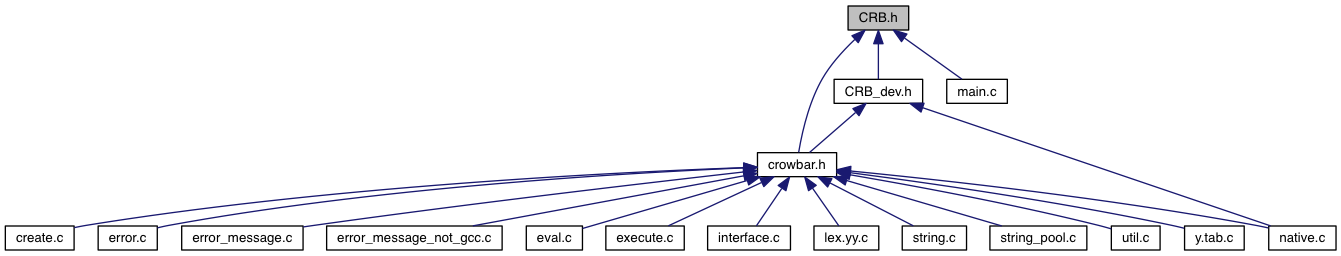 CRB.h
CRB_dev.h
main.c
crowbar.h
create.c
error.c
error_message.c
error_message_not_gcc.c
eval.c
execute.c
interface.c
lex.yy.c
string.c
string_pool.c
util.c
y.tab.c
native.c